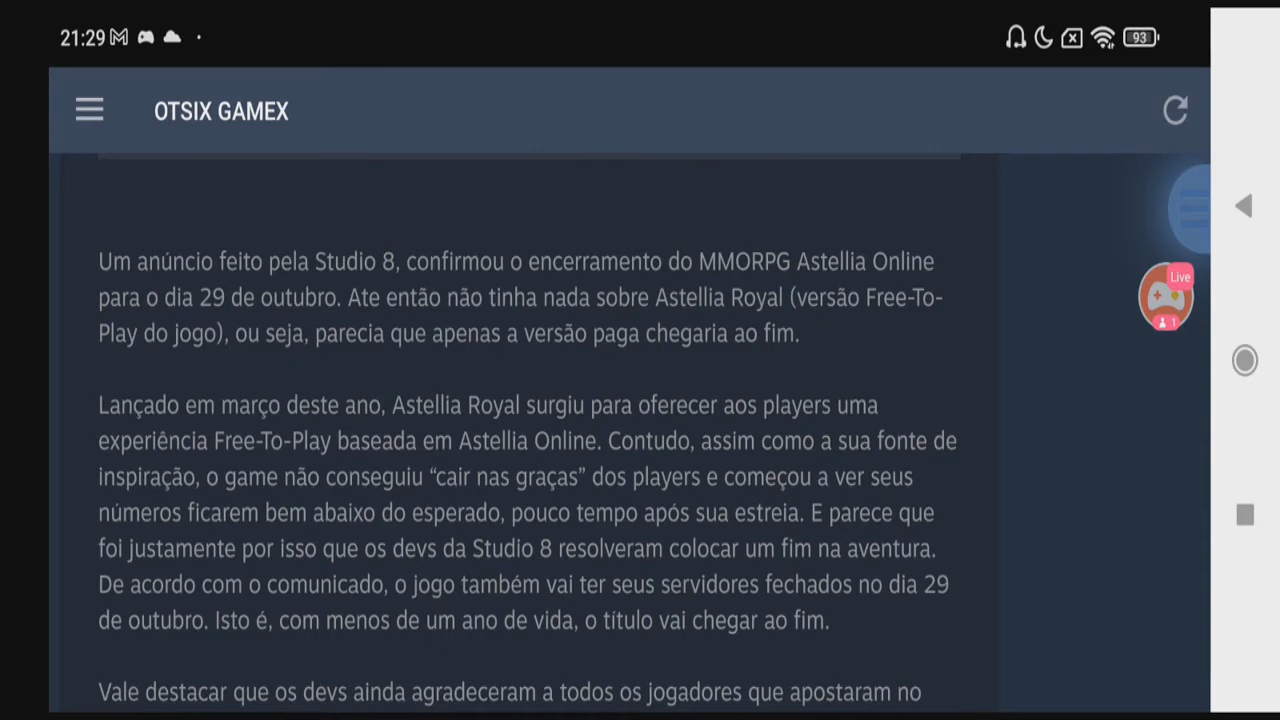 21:29
93
OTSIX GAMEX
Live
1
Um anúncio feito pela Studio 8, confirmou o encerramento do MMORPG Astellia Online
para o dia 29 de outubro. Ate então não tinha nada sobre Astellia Royal (versão Free-To-
Play do jogo), ou seja, parecia que apenas a versão paga chegaria ao fim.
Lançado em março deste ano, Astellia Royal surgiu para oferecer aos players uma
experiência Free-To-Play baseada em Astellia Online. Contudo, assim como a sua fonte de
inspiração, o game não conseguiu “cair nas graças” dos players e começou a ver seus
números ficarem bem abaixo do esperado, pouco tempo após sua estreia. E parece que
foi justamente por isso que os devs da Studio 8 resolveram colocar um fim na aventura.
De acordo com o comunicado, o jogo também vai ter seus servidores fechados no dia 29
de outubro. Isto é, com menos de um ano de vida, o título vai chegar ao fim.
Vale destacar que os devs ainda agradeceram a todos os jogadores que apostaram no